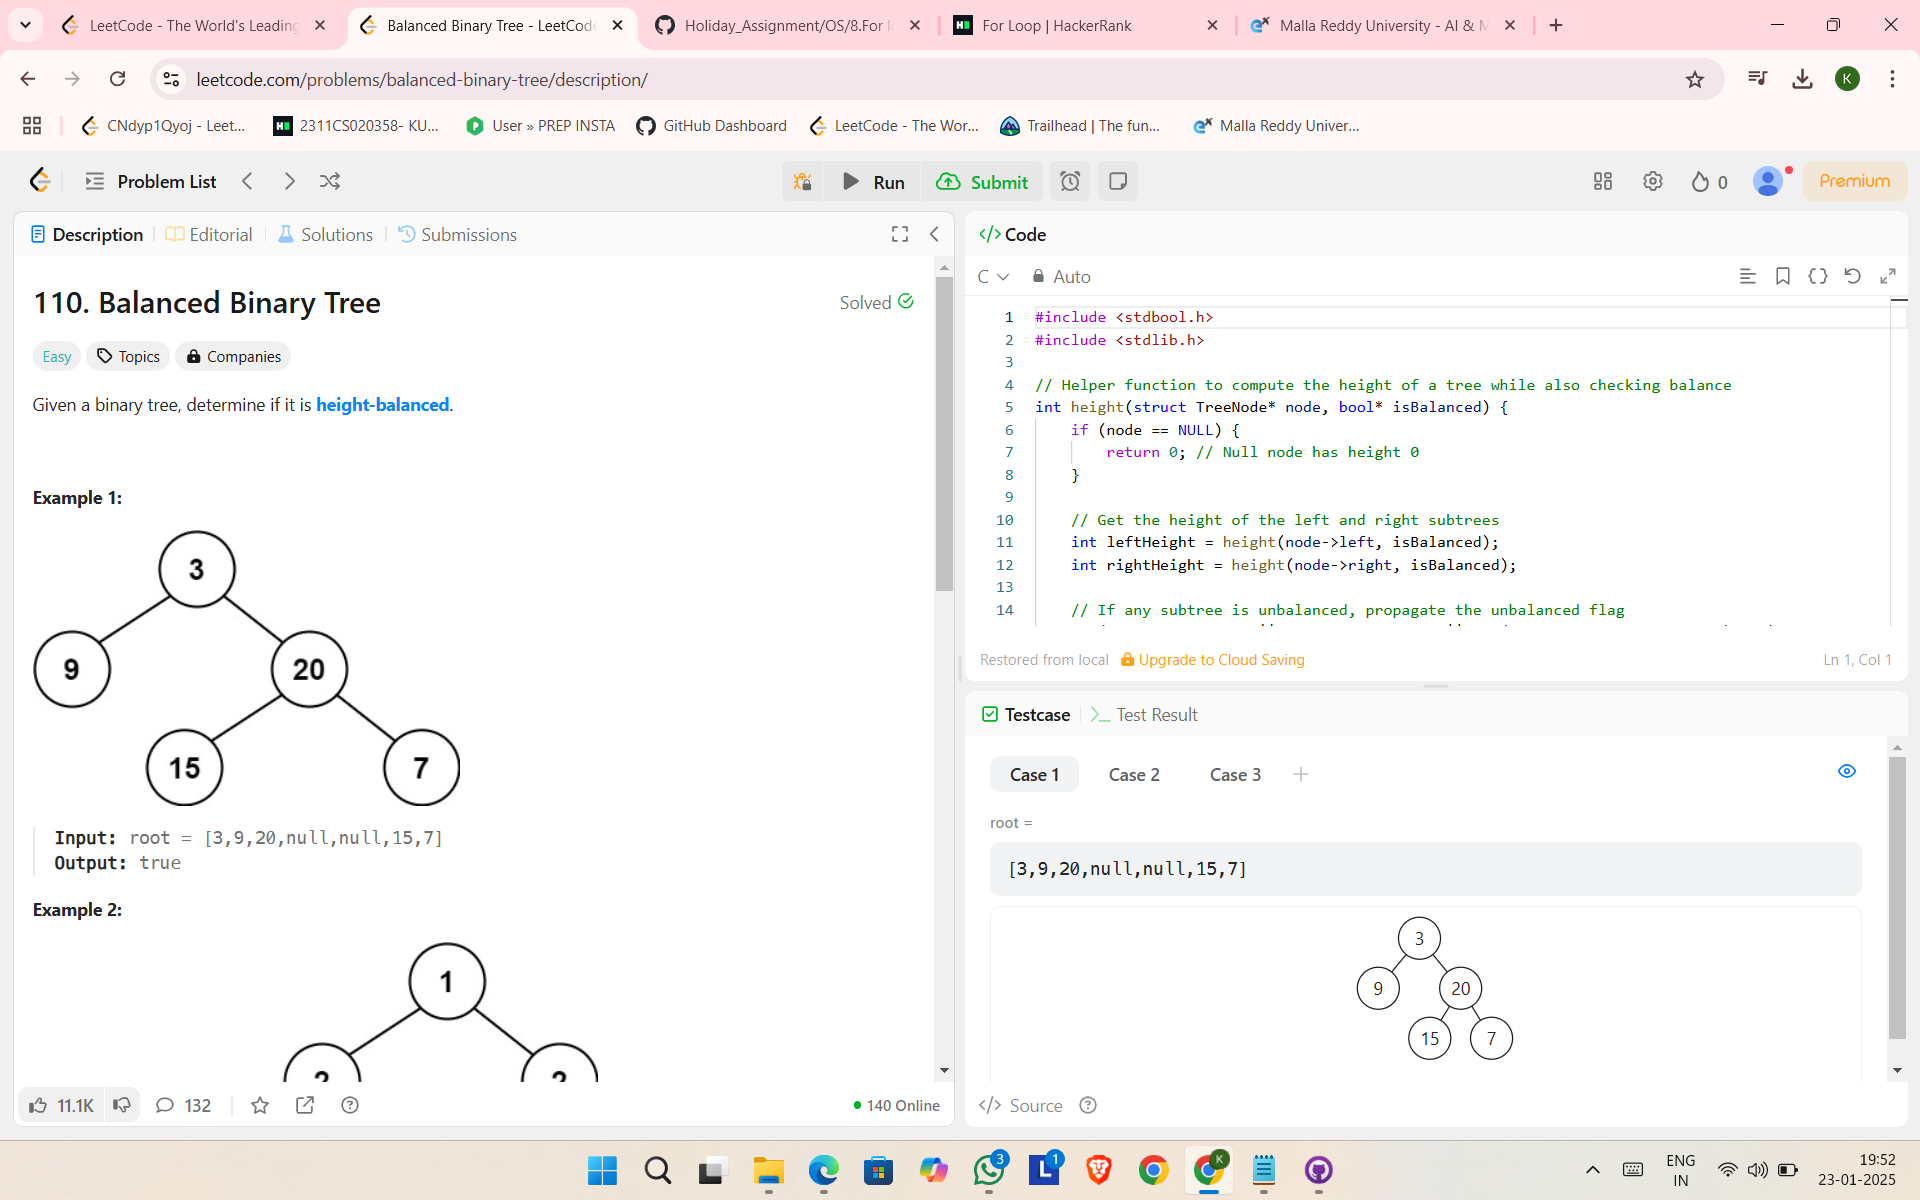 LeetCode - The World's Leading
Balanced Binary Tree - LeetCode
Holiday_Assignment/OS/8.For l
For Loop | HackerRank
Malla Reddy University - AI & M
leetcode.com/problems/balanced-binary-tree/description/
K
CNdyp1Qyoj - Leet...
2311CS020358- KU...
User » PREP INSTA
GitHub Dashboard
LeetCode - The Wor...
Trailhead | The fun...
Malla Reddy Univer...
Problem List
Run
Submit
0
Premium
Description
Editorial
Solutions
Submissions
110. Balanced Binary Tree
Solved
Easy
Topics
Companies
Given a binary tree, determine if it is height-balanced.
Example 1:
3
9
20
15
7
Input: root = [3,9,20,null,null,15,7]
Output: true
Example 2:
1
2
2
11.1K
132
140 Online
</> Code
C
Auto
1 #include <stdbool.h>
2 #include <stdlib.h>
3
4 // Helper function to compute the height of a tree while also checking balance
5 int height(struct TreeNode* node, bool* isBalanced) {
6 if (node == NULL) {
7 return 0; // Null node has height 0
8 }
9
10 // Get the height of the left and right subtrees
11 int leftHeight = height(node->left, isBalanced);
12 int rightHeight = height(node->right, isBalanced);
13
14 // If any subtree is unbalanced, propagate the unbalanced flag
Restored from local
Upgrade to Cloud Saving
Ln 1, Col 1
Testcase
Test Result
Case 1
Case 2
Case 3
root =
[3,9,20,null,null,15,7]
3
9
20
15
7
</> Source
3
1
K
ENG
IN
19:52
23-01-2025